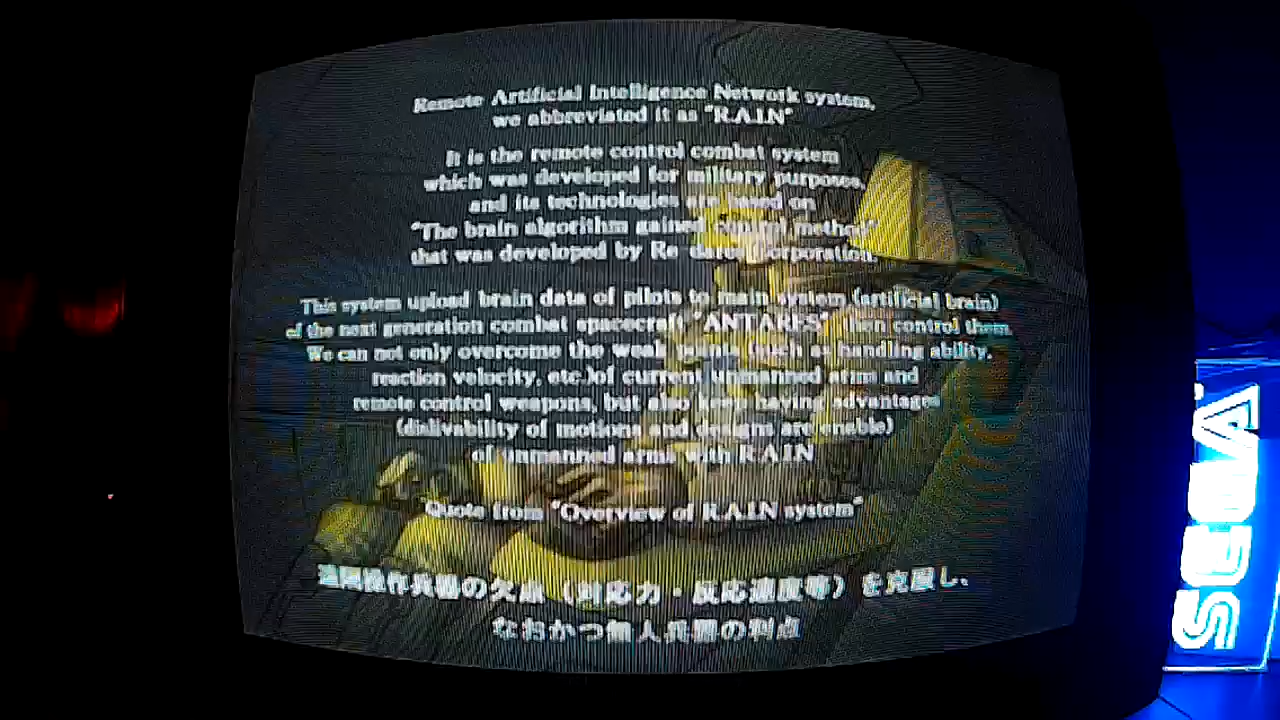 Remote Artificial Intelligence Network system,
we abbreviated it as "R.A.I.N"
It is the remote control combat system
which was developed for military purposes,
and its technologies are based on
"The brain algorithm gained control method"
that was developed by Re Corporation.
This system upload brain data of pilots to main system (artificial brain)
of the next generation combat spacecraft "ANTARES" then control them.
We can not only overcome the weak point (such as handling ability,
reaction velocity, etc.)of current unmanned arms and
remote control weapons, but also keep having advantages
of motions and designs are enable)
of unmanned arms with R.A.I.N
Quote from "Overview of R.A.I.N system"
遠隔操作兵器の欠点（対応力・反応速度等）を克服し、
なおかつ無人兵器の利点
SEGA